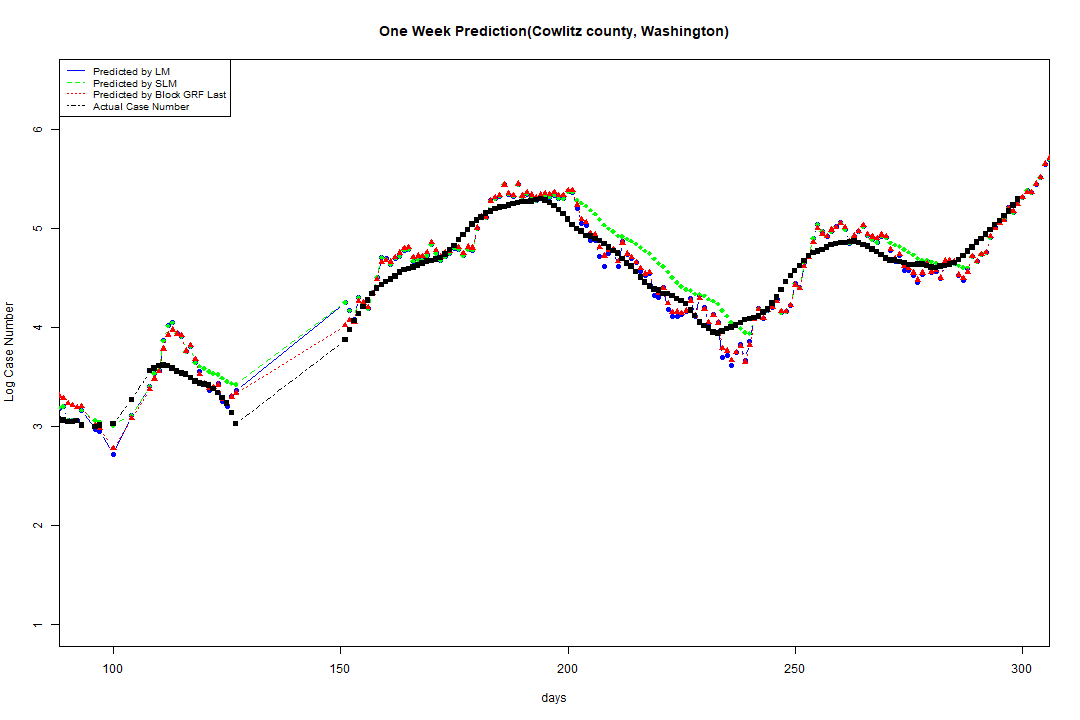 One Week Prediction(Cowlitz county, Washington)
Predicted by LM
Predicted by SLM
Predicted by Block GRF Last
Actual Case Number
6
5
4
3
2
1
Log Case Number
100 150 200 250 300
days